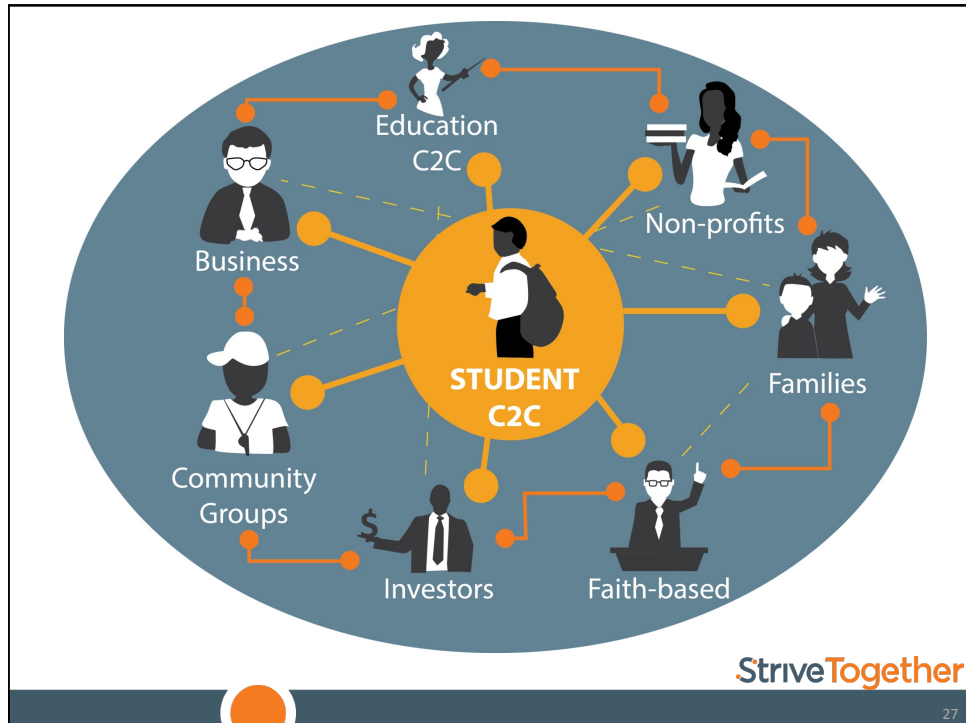 Education
C2C
Non-profits
Business
Families
STUDENT
C2C
Community
Groups
$
Investors
Faith-based
StriveTogether
27